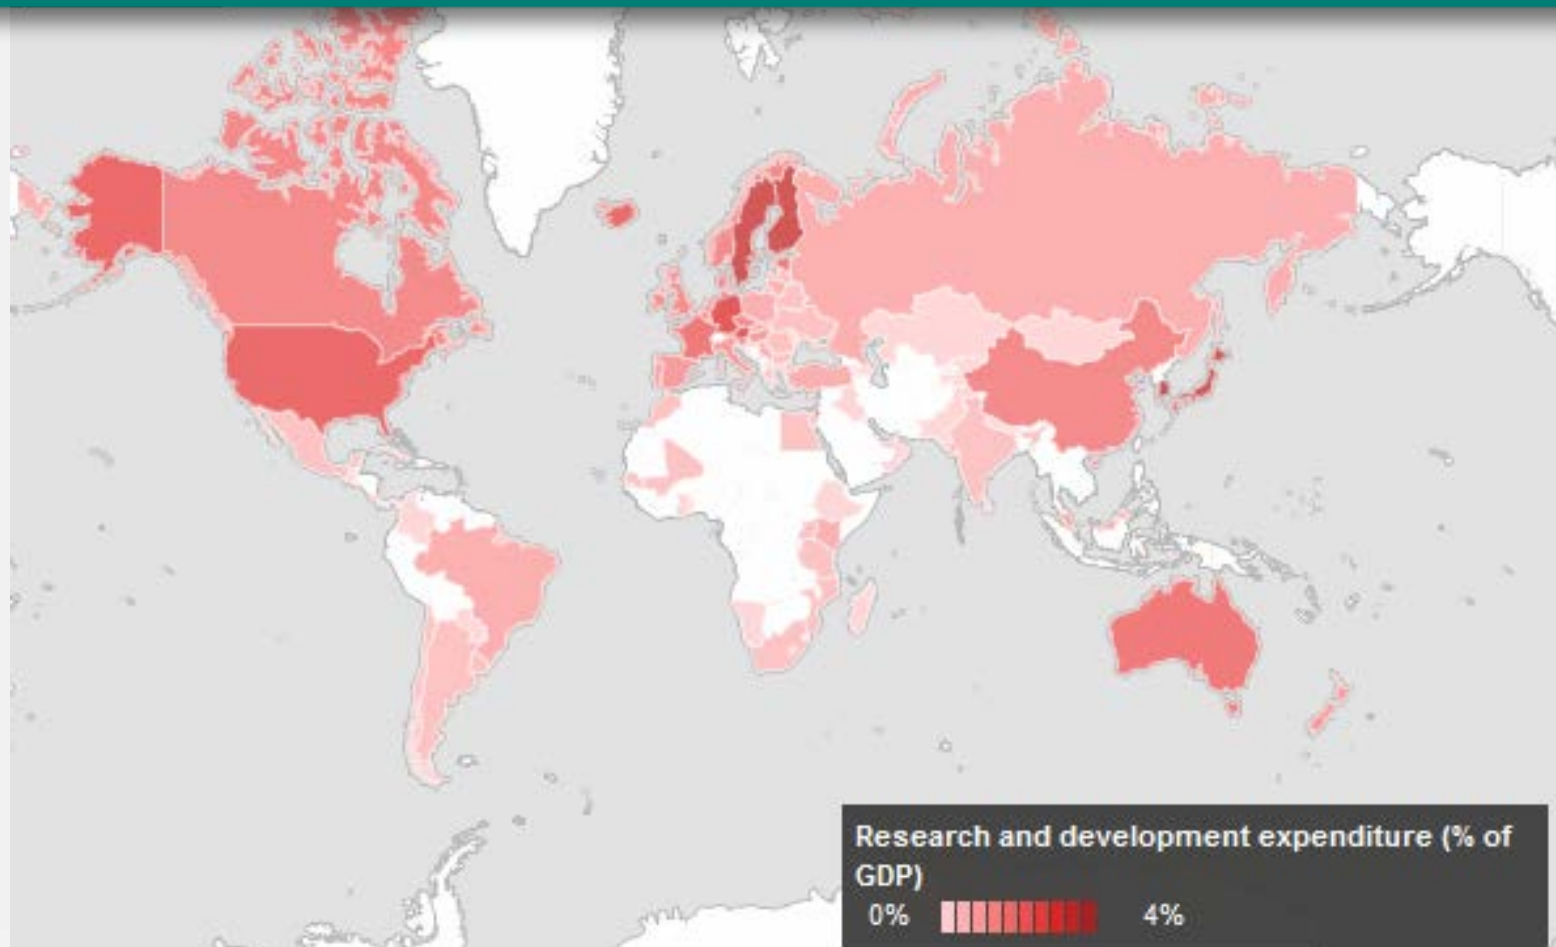 Research and development expenditure (% of
GDP)
0% 4%